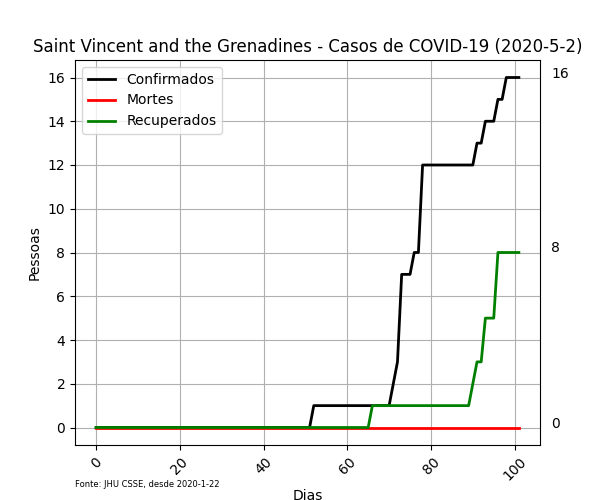 Saint Vincent and the Grenadines - Casos de COVID-19 (2020-5-2)
Confirmados
Mortes
Recuperados
Pessoas
16
14
12
10
8
6
4
2
0
16
8
0
0
20
40
60
80
100
Dias
Fonte: JHU CSSE, desde 2020-1-22